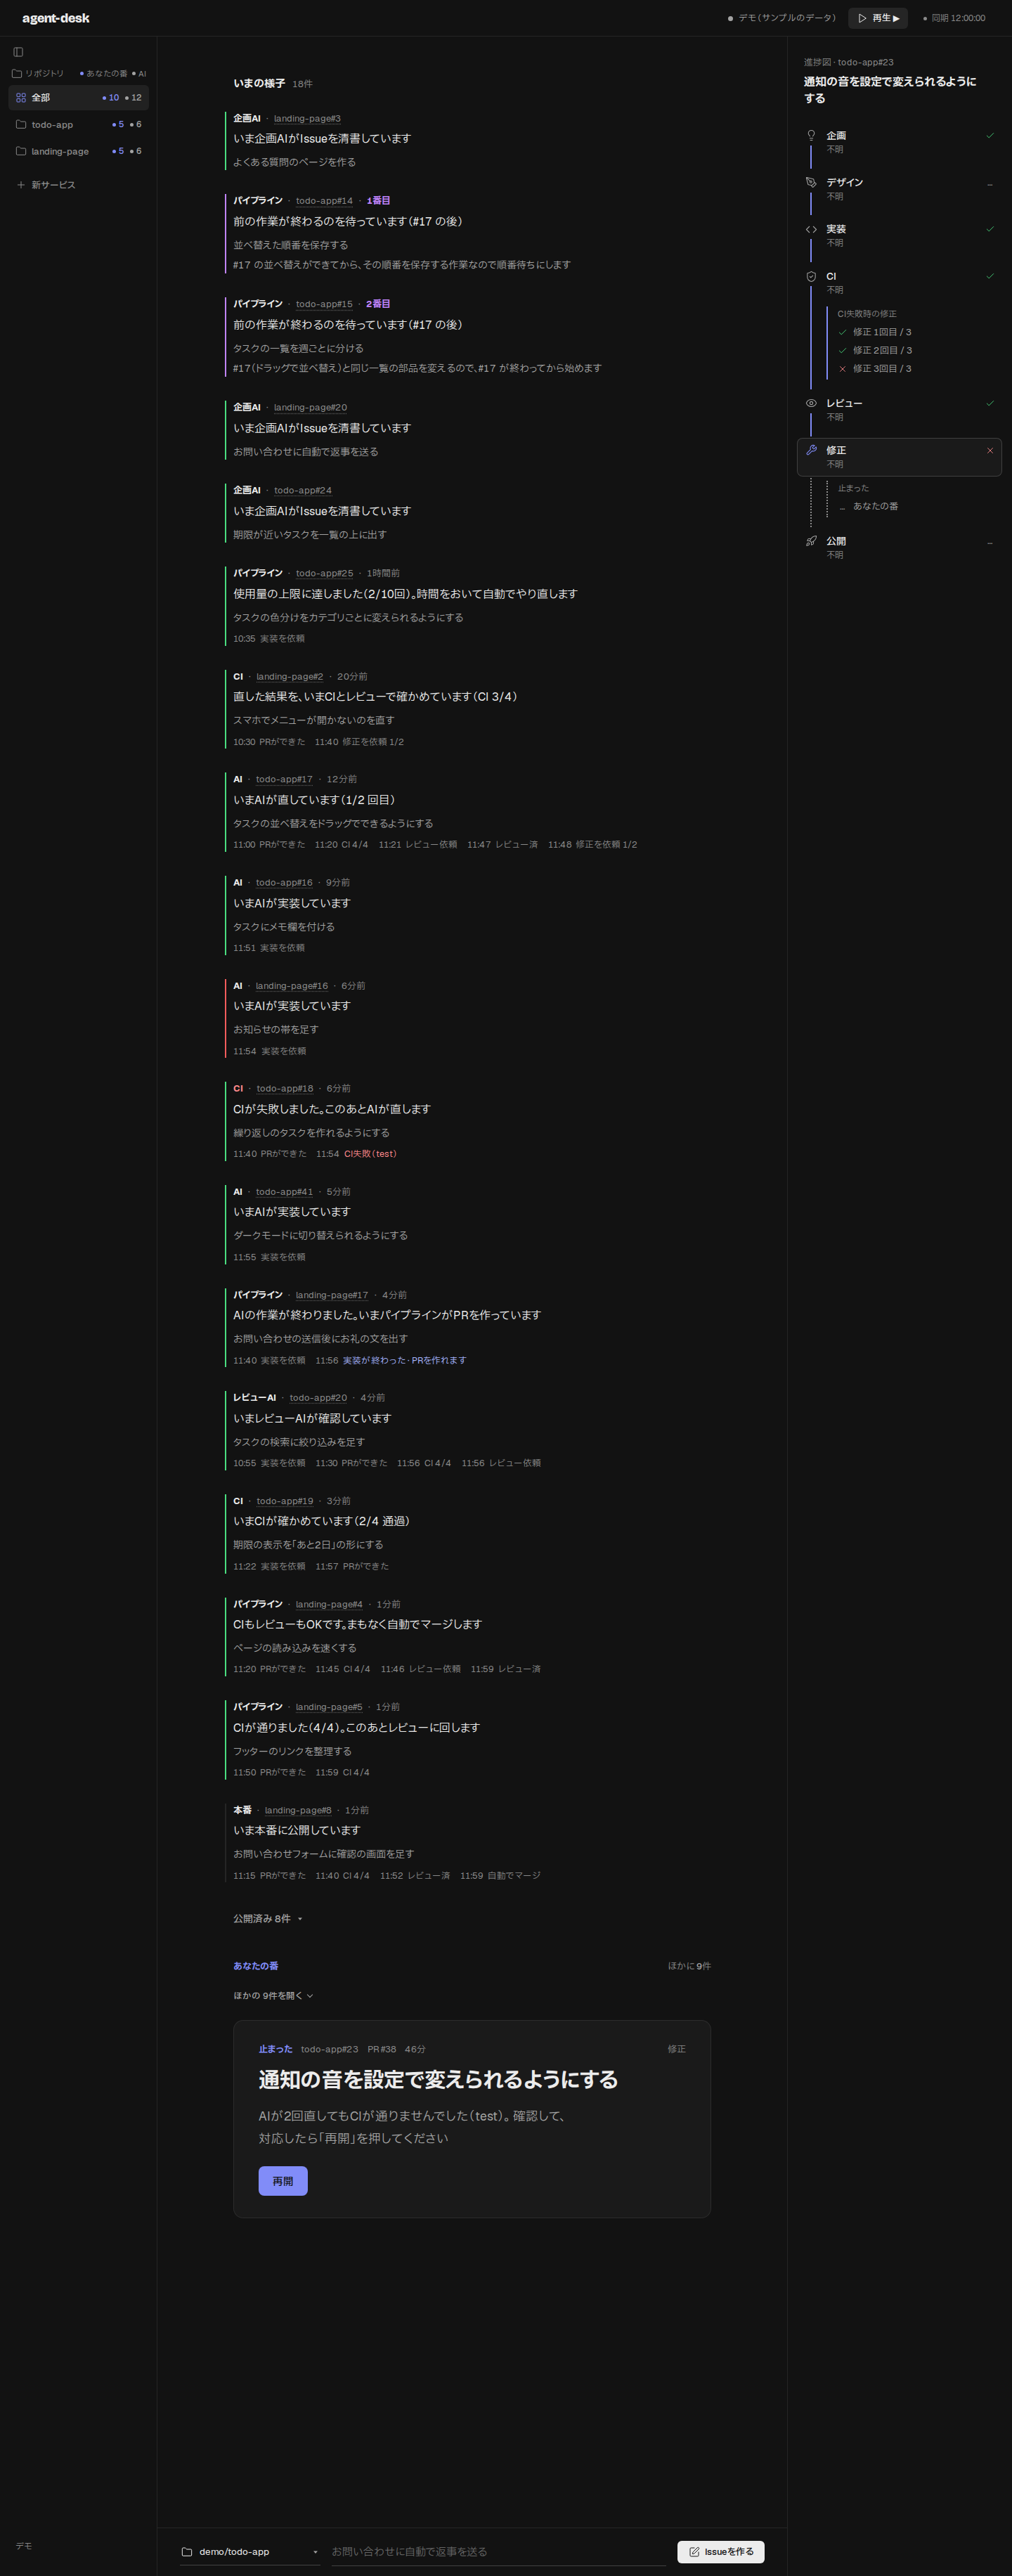 agent-desk
デモ（サンプルのデータ）
再生 ▶
同期 12:00:00
リポジトリ
あなたの番 AI
全部 10 12
todo-app 5 6
landing-page 5 6
新サービス
いまの様子 18件
企画AI · landing-page#3
いま企画AIがIssueを清書しています
よくある質問のページを作る
パイプライン · todo-app#14 · 1番目
前の作業が終わるのを待っています（#17 の後）
並べ替えた順番を保存する
#17 の並べ替えができてから、その順番を保存する作業なので順番待ちにします
パイプライン · todo-app#15 · 2番目
前の作業が終わるのを待っています（#17 の後）
タスクの一覧を週ごとに分ける
#17（ドラッグで並べ替え）と同じ一覧の部品を変えるので、#17 が終わってから始めます
企画AI · landing-page#20
いま企画AIがIssueを清書しています
お問い合わせに自動で返事を送る
企画AI · todo-app#24
いま企画AIがIssueを清書しています
期限が近いタスクを一覧の上に出す
パイプライン · todo-app#25 · 1時間前
使用量の上限に達しました（2/10回）。時間をおいて自動でやり直します
タスクの色分けをカテゴリごとに変えられるようにする
10:35 実装を依頼
CI · landing-page#2 · 20分前
直した結果を、いまCIとレビューで確かめています（CI 3/4）
スマホでメニューが開かないのを直す
10:30 PRができた 11:40 修正を依頼 1/2
AI · todo-app#17 · 12分前
いまAIが直しています（1/2 回目）
タスクの並べ替えをドラッグでできるようにする
11:00 PRができた 11:20 CI 4/4 11:21 レビュー依頼 11:47 レビュー済 11:48 修正を依頼 1/2
AI · todo-app#16 · 9分前
いまAIが実装しています
タスクにメモ欄を付ける
11:51 実装を依頼
AI · landing-page#16 · 6分前
いまAIが実装しています
お知らせの帯を足す
11:54 実装を依頼
CI · todo-app#18 · 6分前
CIが失敗しました。このあとAIが直します
繰り返しのタスクを作れるようにする
11:40 PRができた 11:54 CI失敗（test）
AI · todo-app#41 · 5分前
いまAIが実装しています
ダークモードに切り替えられるようにする
11:55 実装を依頼
パイプライン · landing-page#17 · 4分前
AIの作業が終わりました。いまパイプラインがPRを作っています
お問い合わせの送信後にお礼の文を出す
11:40 実装を依頼 11:56 実装が終わった · PRを作れます
レビューAI · todo-app#20 · 4分前
いまレビューAIが確認しています
タスクの検索に絞り込みを足す
10:55 実装を依頼 11:30 PRができた 11:56 CI 4/4 11:56 レビュー依頼
CI · todo-app#19 · 3分前
いまCIが確かめています（2/4 通過）
期限の表示を「あと2日」の形にする
11:22 実装を依頼 11:57 PRができた
パイプライン · landing-page#4 · 1分前
CIもレビューもOKです。まもなく自動でマージします
ページの読み込みを速くする
11:20 PRができた 11:45 CI 4/4 11:46 レビュー依頼 11:59 レビュー済
パイプライン · landing-page#5 · 1分前
CIが通りました（4/4）。このあとレビューに回します
フッターのリンクを整理する
11:50 PRができた 11:59 CI 4/4
本番 · landing-page#8 · 1分前
いま本番に公開しています
お問い合わせフォームに確認の画面を足す
11:15 PRができた 11:40 CI 4/4 11:52 レビュー済 11:59 自動でマージ
公開済み 8件
あなたの番 ほかに9件
ほかの 9件を開く
止まった todo-app#23 PR #38 46分 修正
通知の音を設定で変えられるようにする
AIが2回直してもCIが通りませんでした（test）。確認して、
対応したら「再開」を押してください
再開
進捗図 · todo-app#23
通知の音を設定で変えられるように
する
企画
不明
デザイン
不明
実装
不明
CI
不明
CI失敗時の修正
修正 1回目 / 3
修正 2回目 / 3
修正 3回目 / 3
レビュー
不明
修正
不明
止まった
あなたの番
公開
不明
デモ
demo/todo-app
お問い合わせに自動で返事を送る
Issueを作る